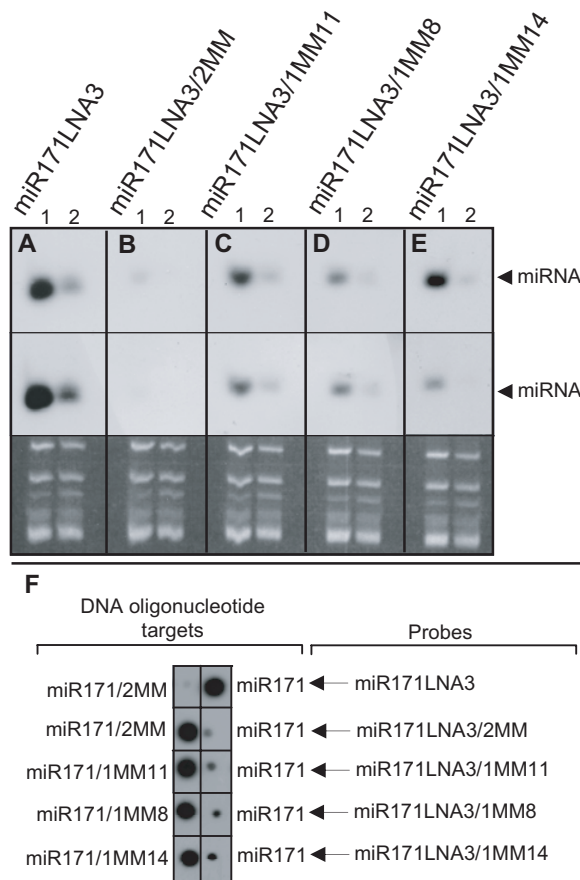 miR171LNA3
miR171LNA3/2MM
miR171LNA3/1MM11
miR171LNA3/1MM8
miR171LNA3/1MM14
1 2 1 2 1 2 1 2 1 2
A B C D E
miRNA
miRNA
F
DNA oligonucleotide
targets
Probes
miR171/2MM miR171 miR171LNA3
miR171/2MM miR171 miR171LNA3/2MM
miR171/1MM11 miR171 miR171LNA3/1MM11
miR171/1MM8 miR171 miR171LNA3/1MM8
miR171/1MM14 miR171 miR171LNA3/1MM14